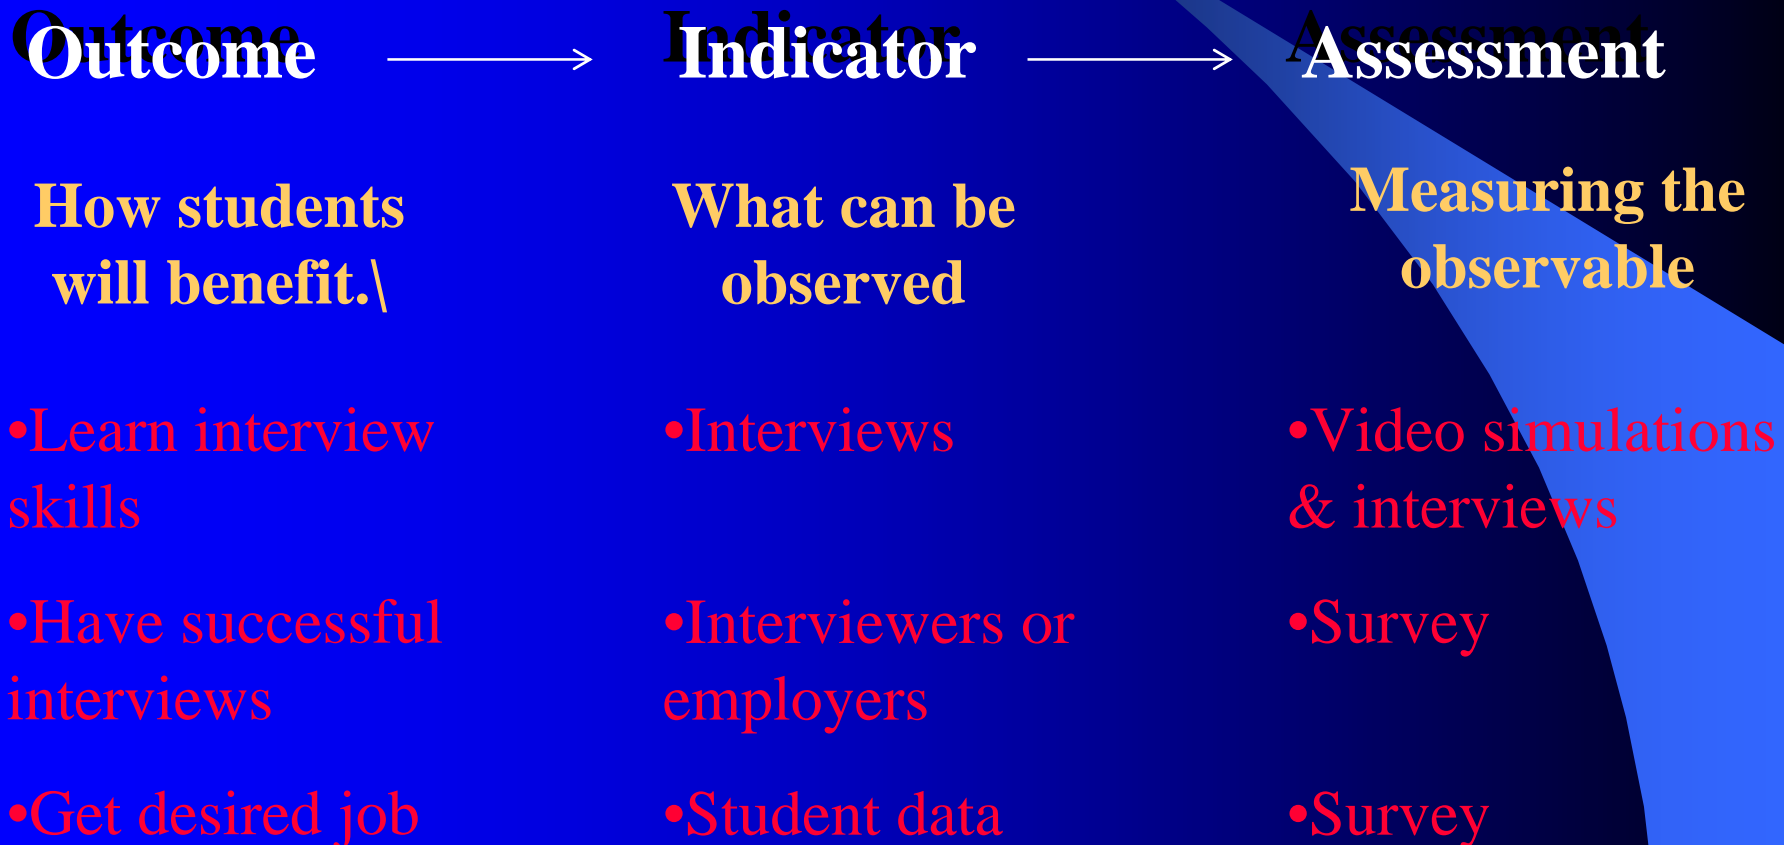 Outcome
Indicator
Assessment
How students
will benefit.\
What can be
observed
Measuring the
observable
•Learn interview
skills
•Interviews
•Video simulations
& interviews
•Have successful
interviews
•Interviewers or
employers
•Survey
•Get desired job
•Student data
•Survey